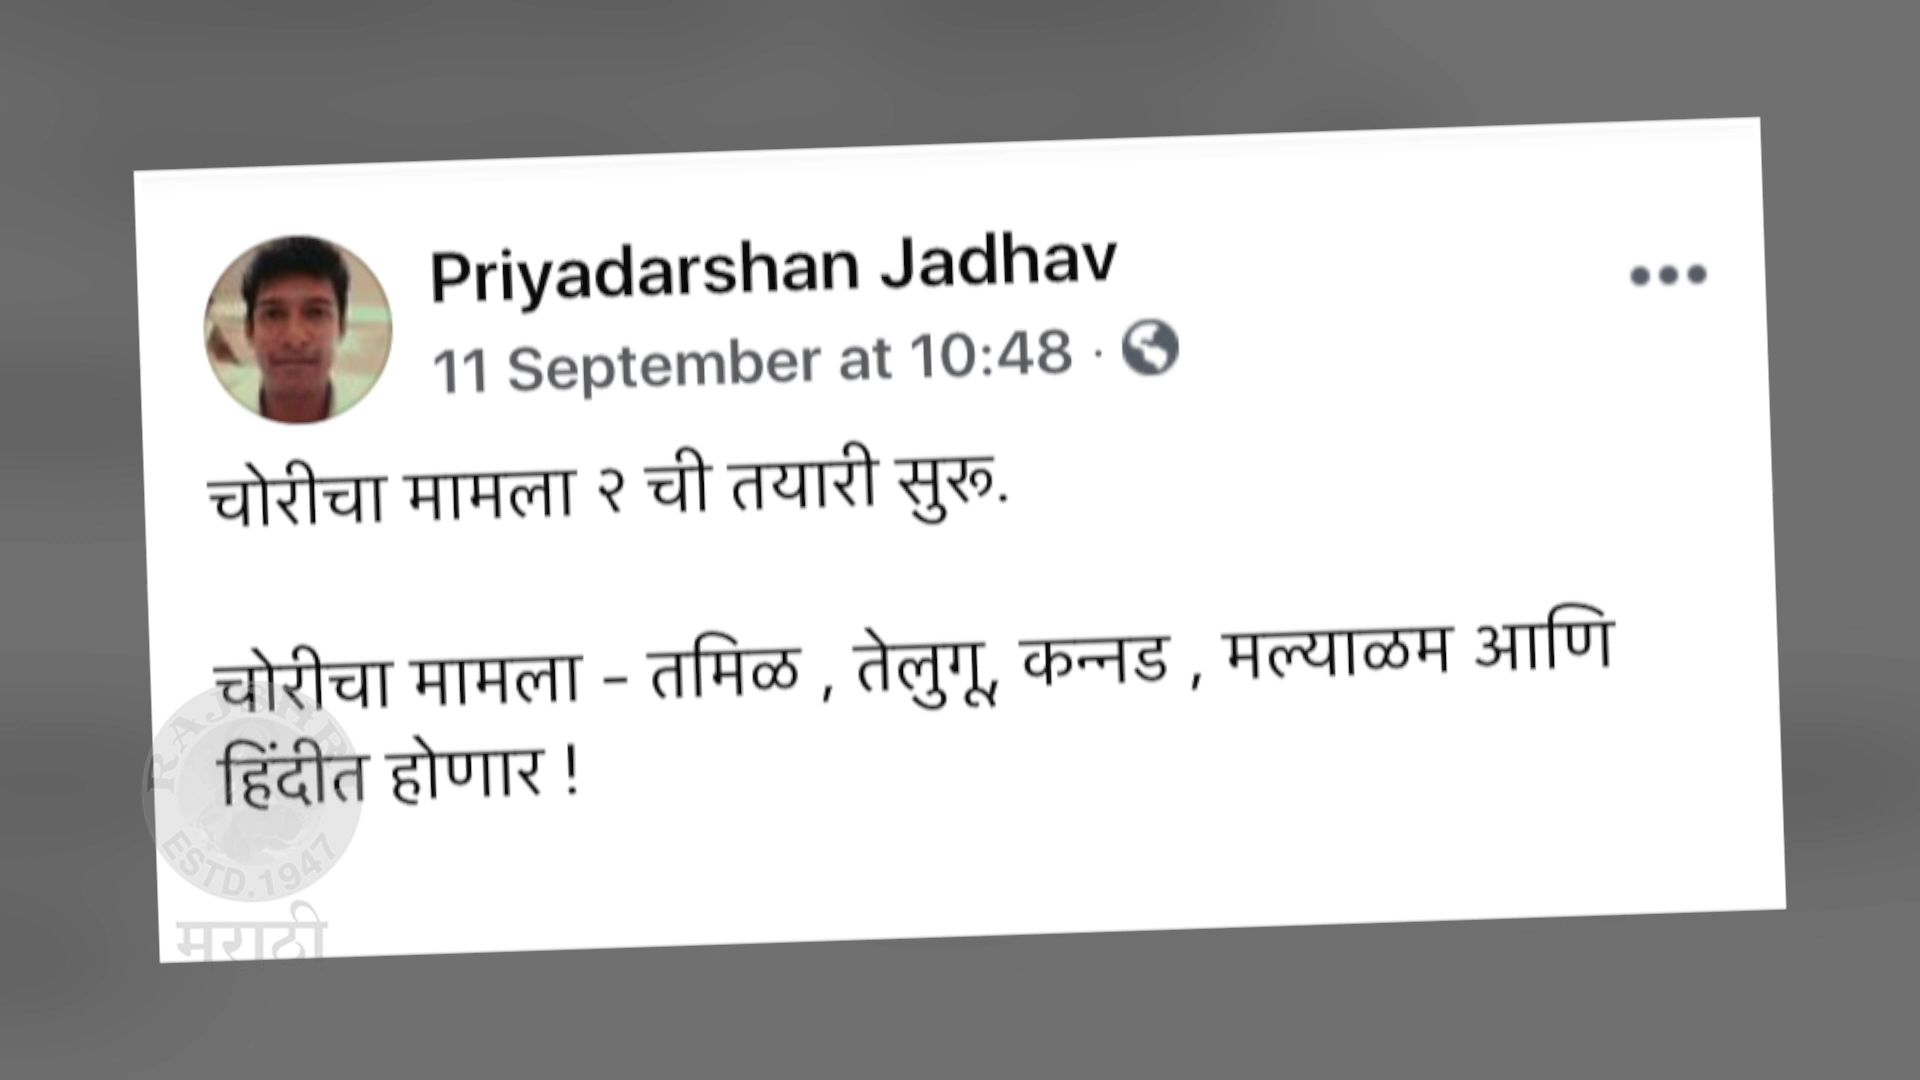 Priyadarshan Jadhav
11 September at 10:48 ·
चोरीचा मामला २ ची तयारी सुरू.
चोरीचा मामला - तमिळ , तेलुगू, कन्नड , मल्याळम आणि
हिंदीत होणार !
ESTD.1947
मराठी